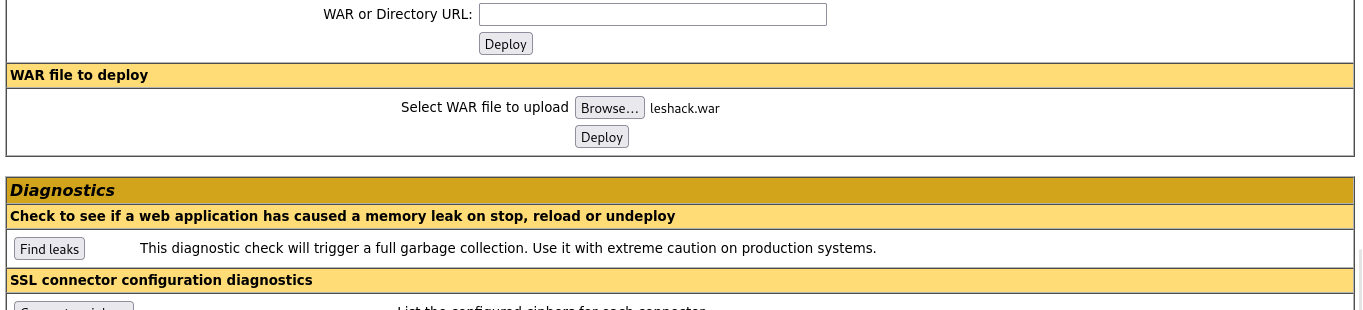 WAR or Directory URL:
Deploy
WAR file to deploy
Select WAR file to upload Browse... leshack.war
Deploy
Diagnostics
Check to see if a web application has caused a memory leak on stop, reload or undeploy
Find leaks This diagnostic check will trigger a full garbage collection. Use it with extreme caution on production systems.
SSL connector configuration diagnostics
List the configured ciphers for each connector.